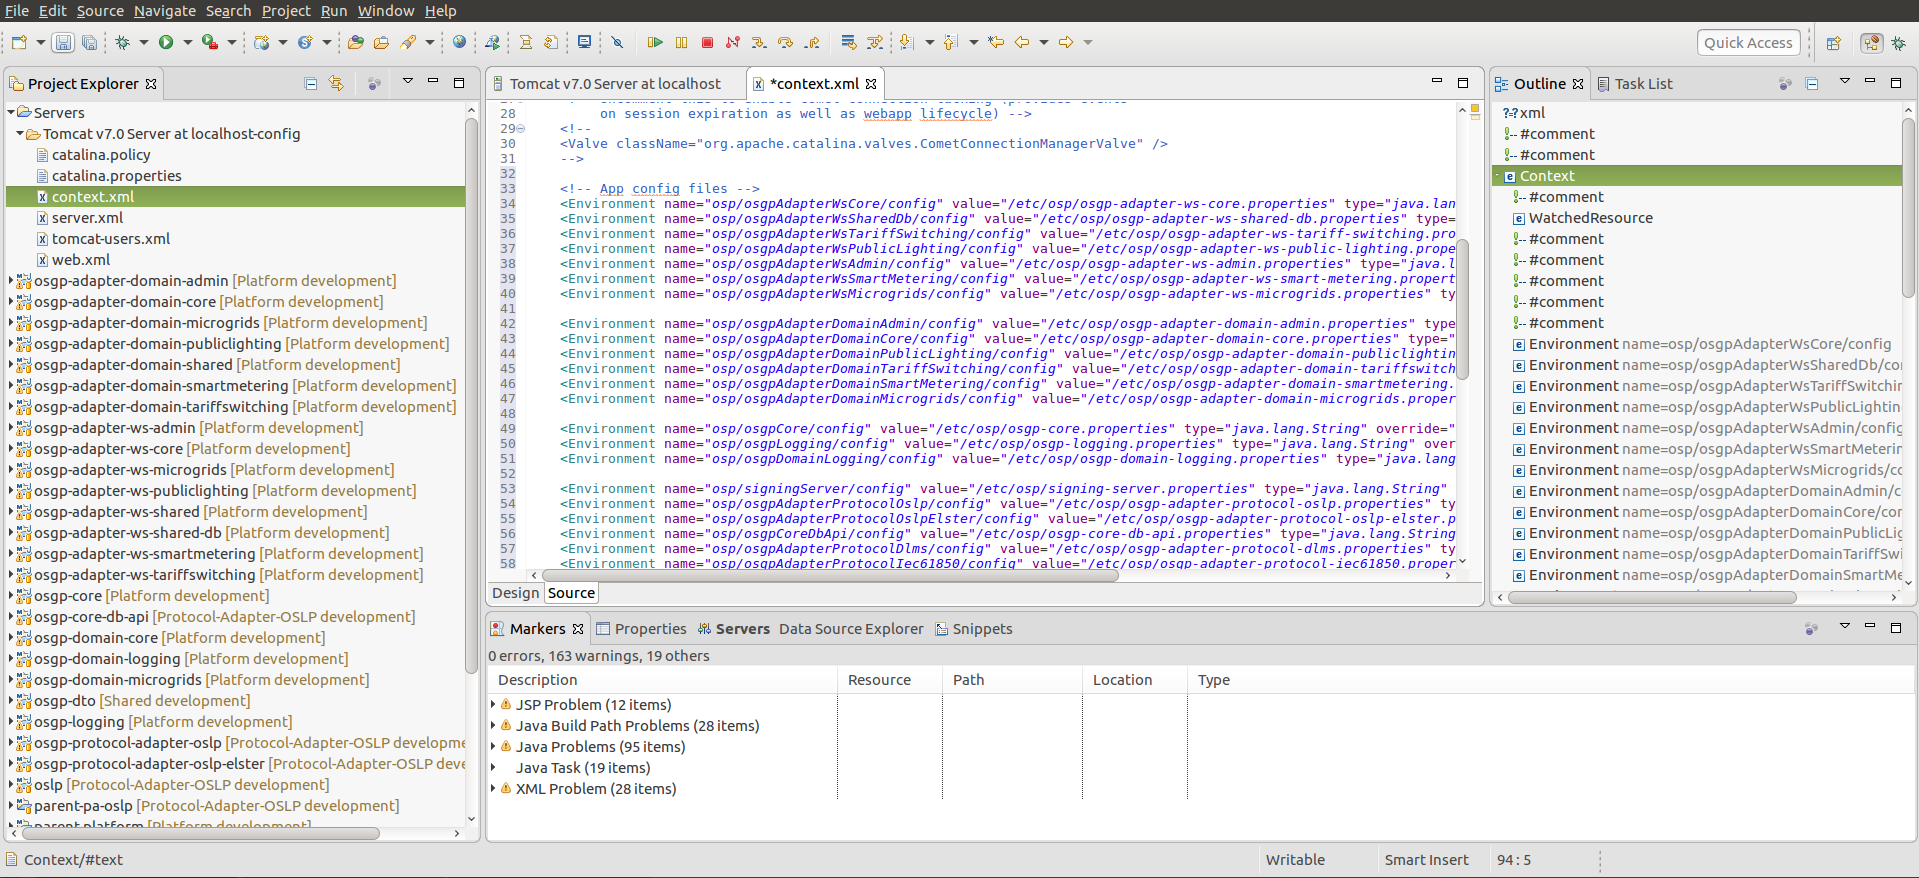 File Edit Source Navigate Search Project Run Window Help
Quick Access
Project Explorer
Servers
Tomcat v7.0 Server at localhost-config
catalina.policy
catalina.properties
context.xml
server.xml
tomcat-users.xml
web.xml
osgp-adapter-domain-admin [Platform development]
osgp-adapter-domain-core [Platform development]
osgp-adapter-domain-microgrids [Platform development]
osgp-adapter-domain-publiclighting [Platform development]
osgp-adapter-domain-shared [Platform development]
osgp-adapter-domain-smartmetering [Platform development]
osgp-adapter-domain-tariffswitching [Platform development]
osgp-adapter-ws-admin [Platform development]
osgp-adapter-ws-core [Platform development]
osgp-adapter-ws-microgrids [Platform development]
osgp-adapter-ws-publiclighting [Platform development]
osgp-adapter-ws-shared [Platform development]
osgp-adapter-ws-shared-db [Platform development]
osgp-adapter-ws-smartmetering [Platform development]
osgp-adapter-ws-tariffswitching [Platform development]
osgp-core [Platform development]
osgp-core-db-api [Protocol-Adapter-OSLP development]
osgp-domain-core [Platform development]
osgp-domain-logging [Platform development]
osgp-domain-microgrids [Platform development]
osgp-dto [Shared development]
osgp-logging [Platform development]
osgp-protocol-adapter-oslp [Protocol-Adapter-OSLP developme
osgp-protocol-adapter-oslp-elster [Protocol-Adapter-OSLP deve
oslp [Protocol-Adapter-OSLP development]
parent-pa-oslp [Protocol-Adapter-OSLP development]
parent-platform [Platform development]
Tomcat v7.0 Server at localhost
*context.xml
28 on session expiration as well as webapp lifecycle) -->
29 <!--
30 <Valve className="org.apache.catalina.valves.CometConnectionManagerValve" />
31 -->
32
33 <!-- App config files -->
34 <Environment name="osp/osgpAdapterWsCore/config" value="/etc/osp/osgp-adapter-ws-core.properties" type="java.lan
35 <Environment name="osp/osgpAdapterWsSharedDb/config" value="/etc/osp/osgp-adapter-ws-shared-db.properties" type=
36 <Environment name="osp/osgpAdapterWsTariffSwitching/config" value="/etc/osp/osgp-adapter-ws-tariff-switching.pro
37 <Environment name="osp/osgpAdapterWsPublicLighting/config" value="/etc/osp/osgp-adapter-ws-public-lighting.prope
38 <Environment name="osp/osgpAdapterWsAdmin/config" value="/etc/osp/osgp-adapter-ws-admin.properties" type="java.l
39 <Environment name="osp/osgpAdapterWsSmartMetering/config" value="/etc/osp/osgp-adapter-ws-smart-metering.propert
40 <Environment name="osp/osgpAdapterWsMicrogrids/config" value="/etc/osp/osgp-adapter-ws-microgrids.properties" ty
41
42 <Environment name="osp/osgpAdapterDomainAdmin/config" value="/etc/osp/osgp-adapter-domain-admin.properties" type
43 <Environment name="osp/osgpAdapterDomainCore/config" value="/etc/osp/osgp-adapter-domain-core.properties" type="
44 <Environment name="osp/osgpAdapterDomainPublicLighting/config" value="/etc/osp/osgp-adapter-domain-publiclightin
45 <Environment name="osp/osgpAdapterDomainTariffSwitching/config" value="/etc/osp/osgp-adapter-domain-tariffswitch
46 <Environment name="osp/osgpAdapterDomainSmartMetering/config" value="/etc/osp/osgp-adapter-domain-smartmetering.
47 <Environment name="osp/osgpAdapterDomainMicrogrids/config" value="/etc/osp/osgp-adapter-domain-microgrids.proper
48
49 <Environment name="osp/osgpCore/config" value="/etc/osp/osgp-core.properties" type="java.lang.String" override="
50 <Environment name="osp/osgpLogging/config" value="/etc/osp/osgp-logging.properties" type="java.lang.String" over
51 <Environment name="osp/osgpDomainLogging/config" value="/etc/osp/osgp-domain-logging.properties" type="java.lang
52
53 <Environment name="osp/signingServer/config" value="/etc/osp/signing-server.properties" type="java.lang.String"
54 <Environment name="osp/osgpAdapterProtocolOslp/config" value="/etc/osp/osgp-adapter-protocol-oslp.properties" ty
55 <Environment name="osp/osgpAdapterProtocolOslpElster/config" value="/etc/osp/osgp-adapter-protocol-oslp-elster.p
56 <Environment name="osp/osgpCoreDbApi/config" value="/etc/osp/osgp-core-db-api.properties" type="java.lang.String
57 <Environment name="osp/osgpAdapterProtocolDlms/config" value="/etc/osp/osgp-adapter-protocol-dlms.properties" ty
58 <Environment name="osp/osgpAdapterProtocolIec61850/config" value="/etc/osp/osgp-adapter-protocol-iec61850.proper
Design Source
Outline Task List
?-? xml
#comment
#comment
Context
#comment
WatchedResource
#comment
#comment
#comment
#comment
#comment
Environment name=osp/osgpAdapterWsCore/config
Environment name=osp/osgpAdapterWsSharedDb/co
Environment name=osp/osgpAdapterWsTariffSwitchin
Environment name=osp/osgpAdapterWsPublicLightin
Environment name=osp/osgpAdapterWsAdmin/config
Environment name=osp/osgpAdapterWsSmartMeterin
Environment name=osp/osgpAdapterWsMicrogrids/co
Environment name=osp/osgpAdapterDomainAdmin/c
Environment name=osp/osgpAdapterDomainCore/con
Environment name=osp/osgpAdapterDomainPublicLig
Environment name=osp/osgpAdapterDomainTariffSwi
Environment name=osp/osgpAdapterDomainSmartMe
Markers Properties Servers Data Source Explorer Snippets
0 errors, 163 warnings, 19 others
Description Resource Path Location Type
JSP Problem (12 items)
Java Build Path Problems (28 items)
Java Problems (95 items)
Java Task (19 items)
XML Problem (28 items)
Context/#text
Writable
Smart Insert
94 : 5